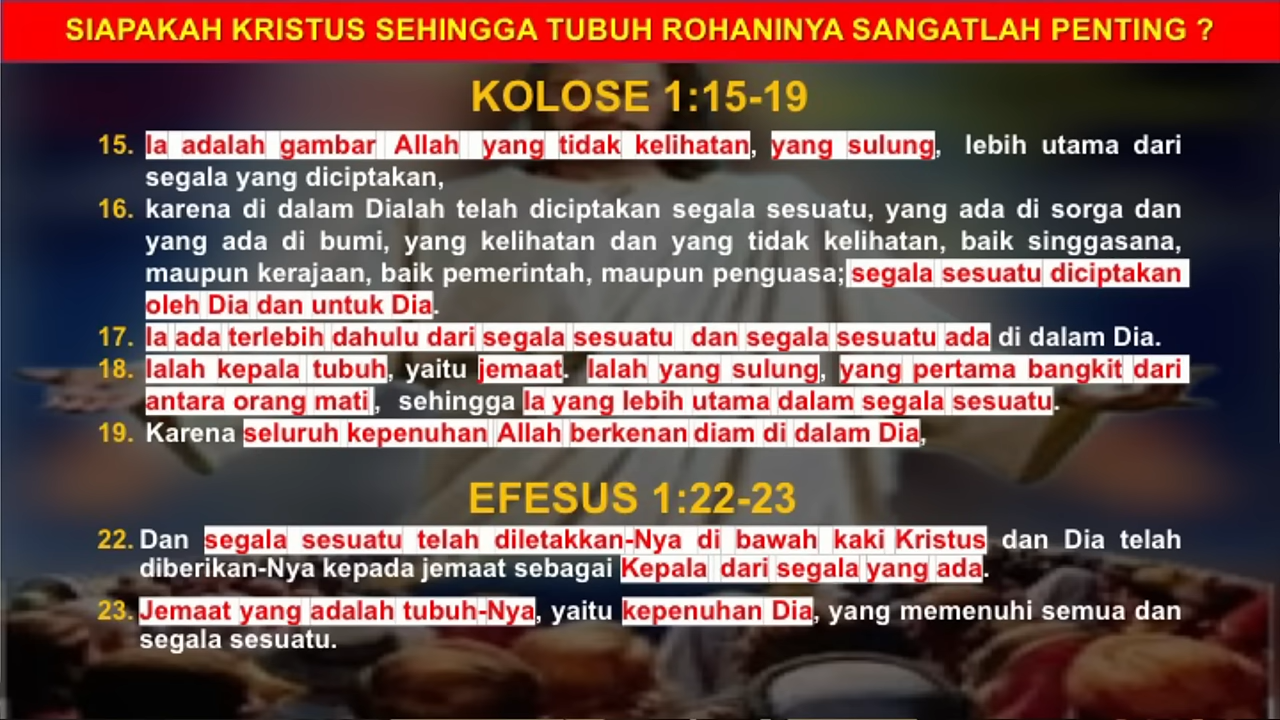 SIAPAKAH KRISTUS SEHINGGA TUBUH ROHANINYA SANGATLAH PENTING ?
KOLOSE 1:15-19
15. Ia adalah gambar Allah yang tidak kelihatan, yang sulung, lebih utama dari
segala yang diciptakan,
16. karena di dalam Dialah telah diciptakan segala sesuatu, yang ada di sorga dan
yang ada di bumi, yang kelihatan dan yang tidak kelihatan, baik singgasana,
maupun kerajaan, baik pemerintah, maupun penguasa; segala sesuatu diciptakan
oleh Dia dan untuk Dia.
17. Ia ada terlebih dahulu dari segala sesuatu dan segala sesuatu ada di dalam Dia.
18. Ialah kepala tubuh, yaitu jemaat. Ialah yang sulung, yang pertama bangkit dari
antara orang mati, sehingga Ia yang lebih utama dalam segala sesuatu.
19. Karena seluruh kepenuhan Allah berkenan diam di dalam Dia,
EFESUS 1:22-23
22. Dan segala sesuatu telah diletakkan-Nya di bawah kaki Kristus dan Dia telah
diberikan-Nya kepada jemaat sebagai Kepala dari segala yang ada.
23. Jemaat yang adalah tubuh-Nya, yaitu kepenuhan Dia, yang memenuhi semua dan
segala sesuatu.